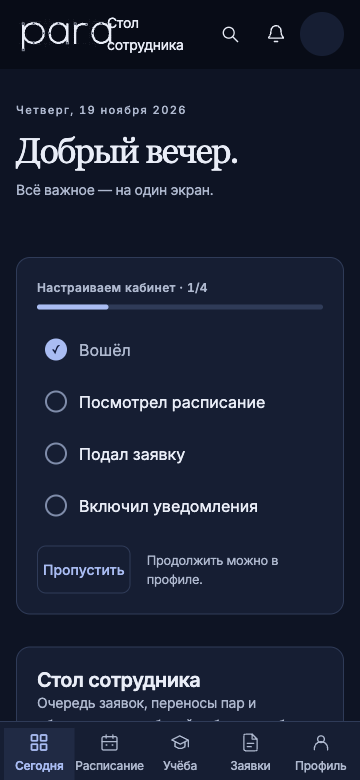 para
Стол
сотрудника
Четверг, 19 ноября 2026
Добрый вечер.
Всё важное — на один экран.
Настраиваем кабинет · 1/4
Вошёл
Посмотрел расписание
Подал заявку
Включил уведомления
Пропустить
Продолжить можно в
профиле.
Стол сотрудника
Очередь заявок, переносы пар и
Сегодня
Расписание
Учёба
Заявки
Профиль